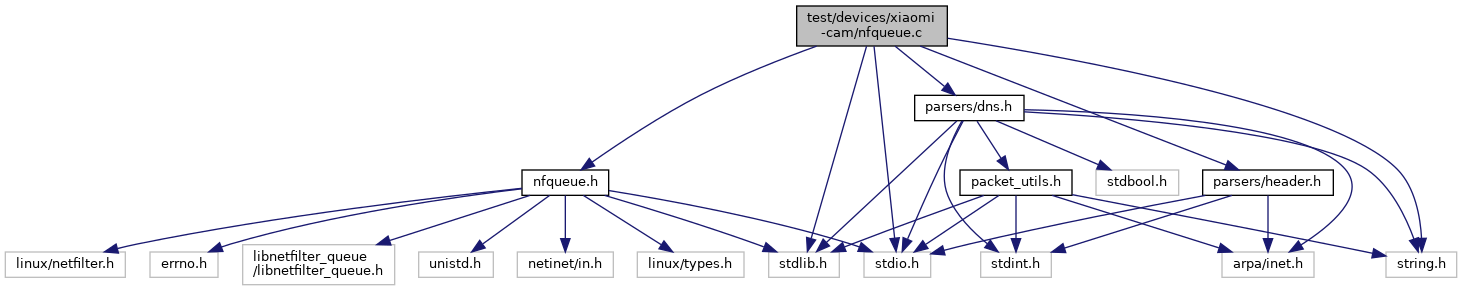 test/devices/xiaomi
-cam/nfqueue.c
parsers/dns.h
nfqueue.h
packet_utils.h
stdbool.h
parsers/header.h
linux/netfilter.h
errno.h
libnetfilter_queue
/libnetfilter_queue.h
unistd.h
netinet/in.h
linux/types.h
stdlib.h
stdio.h
stdint.h
arpa/inet.h
string.h